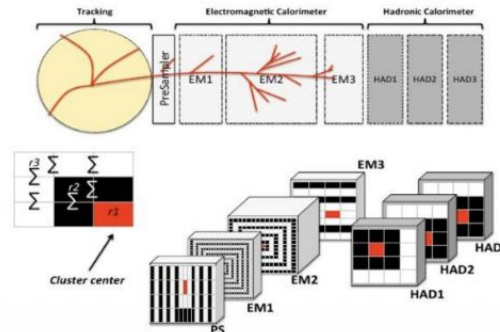 Tracking
Electromagnetic Calorimeter
Hadronic Calorimeter
PreSampler
EM1
EM2
EM3
HAD1
HAD2
HAD3
r3 Σ Σ
Σ r2 Σ
Σ r1
Cluster center
EM3
HAD
HAD2
HAD1
EM2
EM1
PS